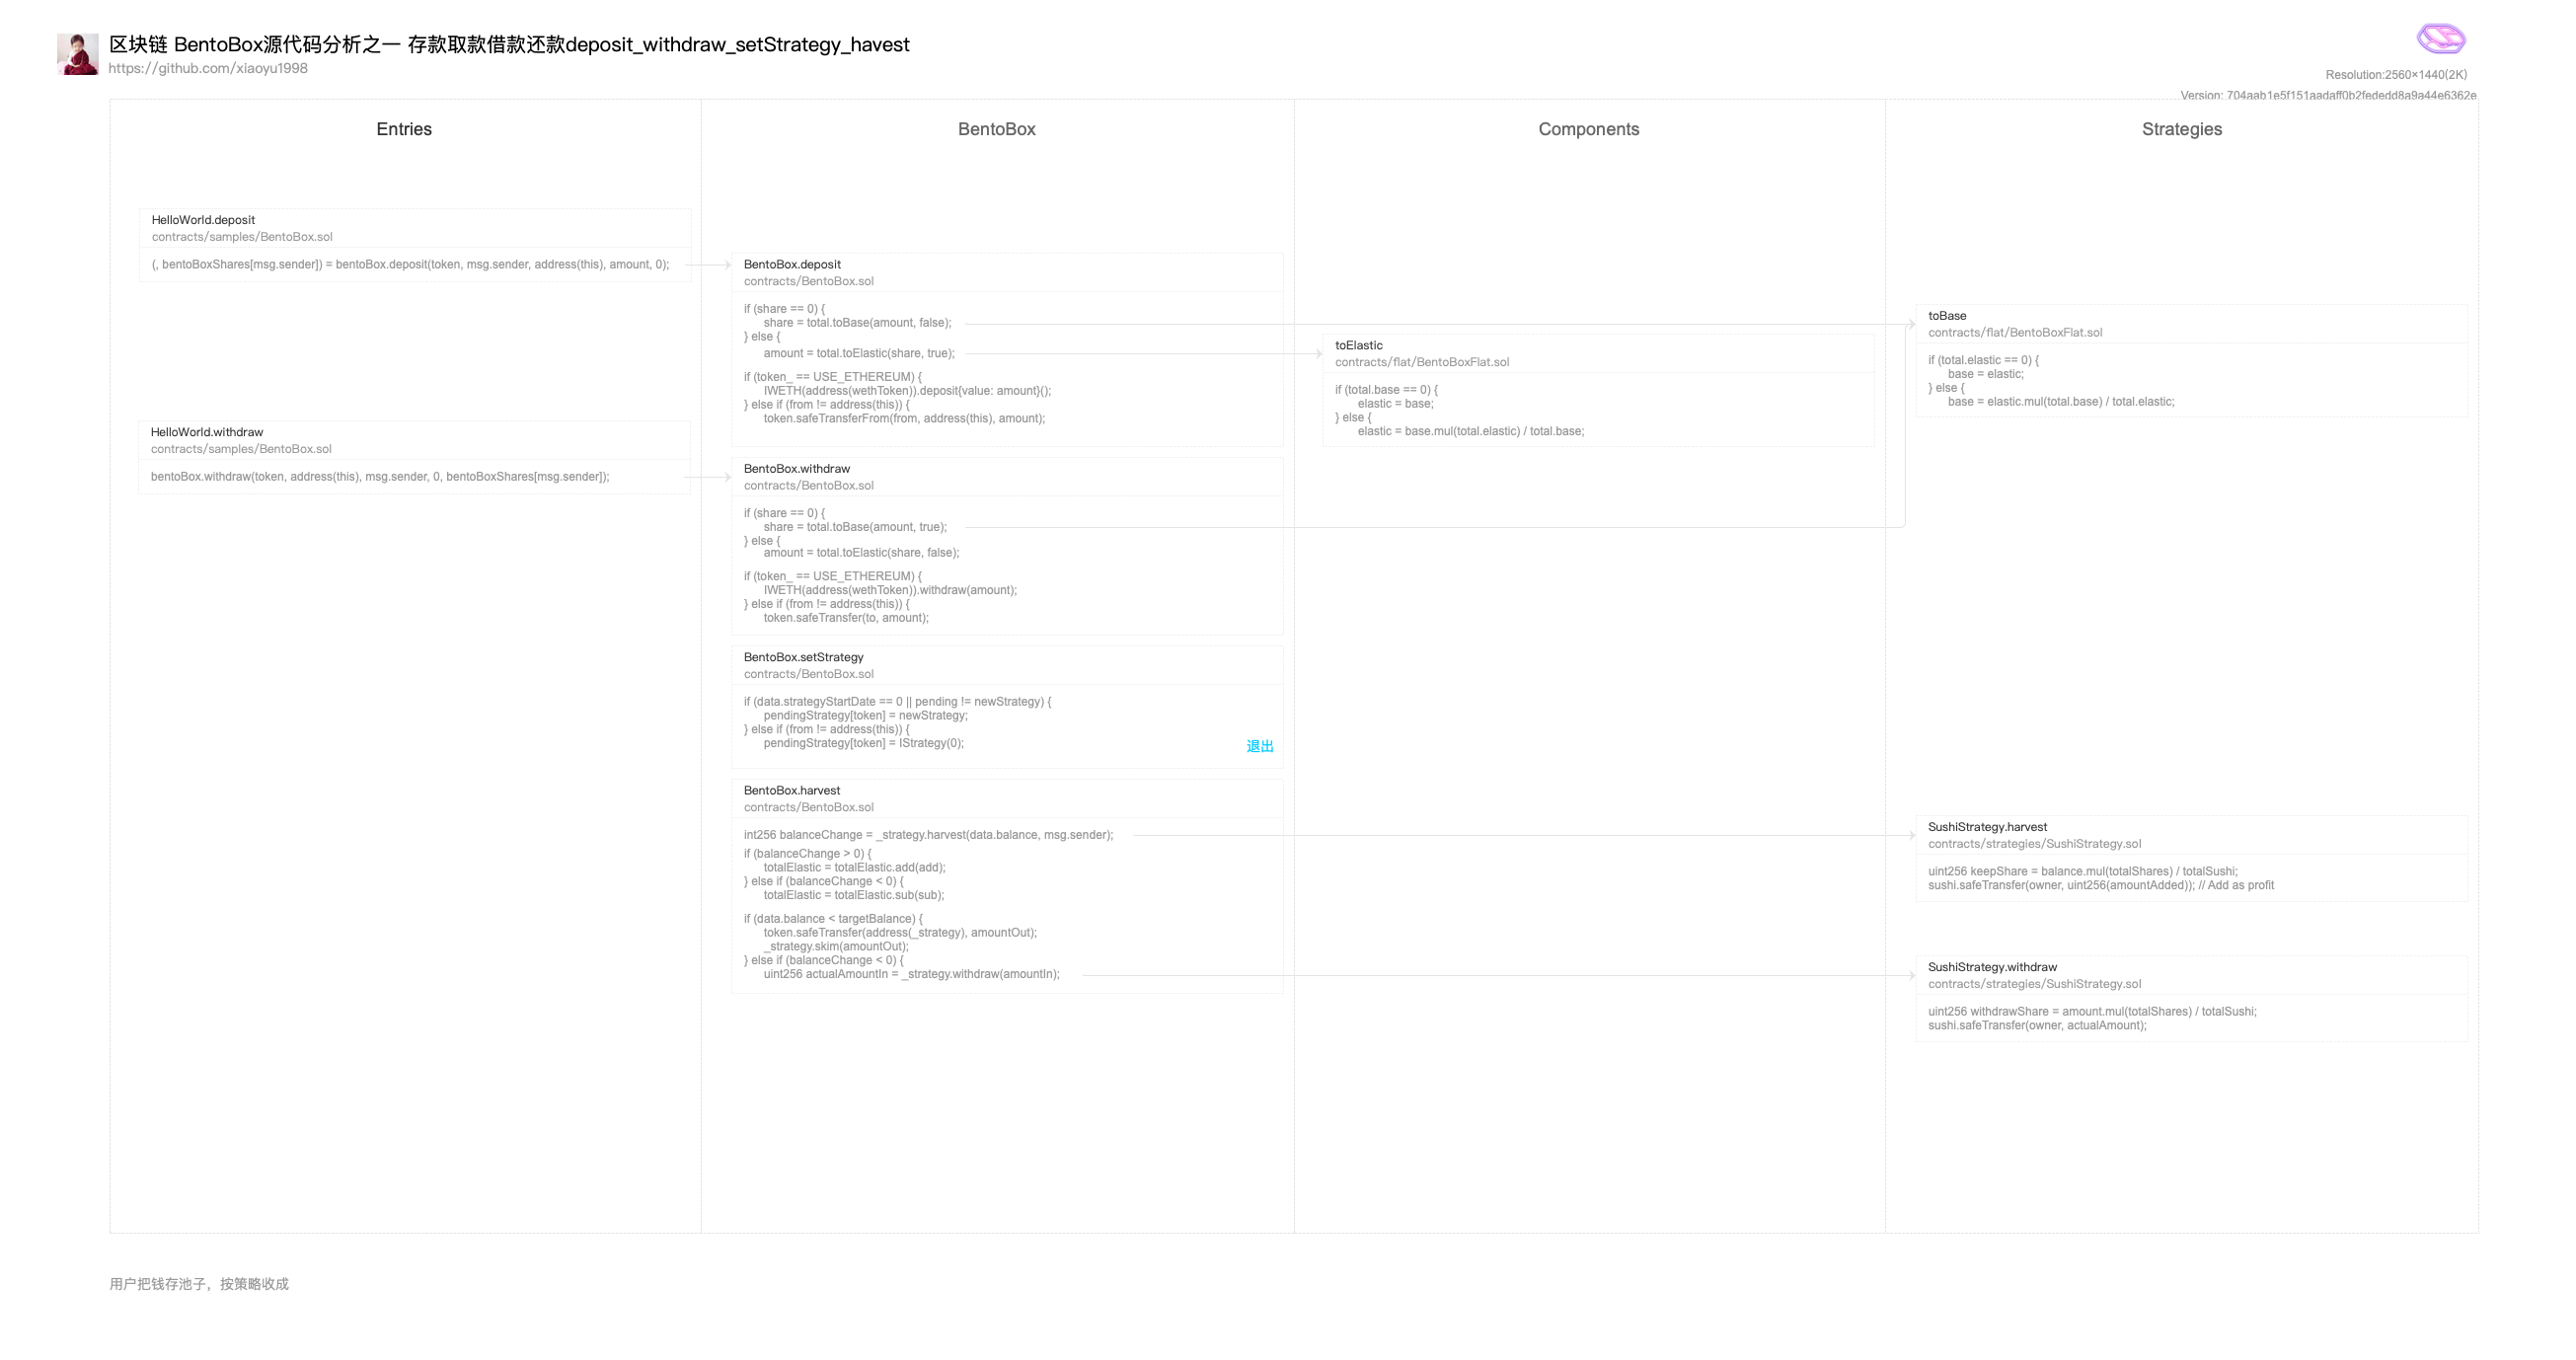 区块链 BentoBox源代码分析之一 存款取款借款还款deposit_withdraw_setStrategy_havest
https://github.com/xiaoyu1998
Resolution:2560×1440(2K)
Version: 704aab1e5f151aadaff0b2fededd8a9a44e6362e
Entries
HelloWorld.deposit
contracts/samples/BentoBox.sol
(, bentoBoxShares[msg.sender]) = bentoBox.deposit(token, msg.sender, address(this), amount, 0);
HelloWorld.withdraw
contracts/samples/BentoBox.sol
bentoBox.withdraw(token, address(this), msg.sender, 0, bentoBoxShares[msg.sender]);
BentoBox
BentoBox.deposit
contracts/BentoBox.sol
if (share == 0) {
share = total.toBase(amount, false);
} else {
amount = total.toElastic(share, true);
if (token_ == USE_ETHEREUM) {
IWETH(address(wethToken)).deposit{value: amount}();
} else if (from != address(this)) {
token.safeTransferFrom(from, address(this), amount);
BentoBox.withdraw
contracts/BentoBox.sol
if (share == 0) {
share = total.toBase(amount, true);
} else {
amount = total.toElastic(share, false);
if (token_ == USE_ETHEREUM) {
IWETH(address(wethToken)).withdraw(amount);
} else if (from != address(this)) {
token.safeTransfer(to, amount);
BentoBox.setStrategy
contracts/BentoBox.sol
if (data.strategyStartDate == 0 || pending != newStrategy) {
pendingStrategy[token] = newStrategy;
} else if (from != address(this)) {
pendingStrategy[token] = IStrategy(0);
退出
BentoBox.harvest
contracts/BentoBox.sol
int256 balanceChange = _strategy.harvest(data.balance, msg.sender);
if (balanceChange > 0) {
totalElastic = totalElastic.add(add);
} else if (balanceChange < 0) {
totalElastic = totalElastic.sub(sub);
if (data.balance < targetBalance) {
token.safeTransfer(address(_strategy), amountOut);
_strategy.skim(amountOut);
} else if (balanceChange < 0) {
uint256 actualAmountIn = _strategy.withdraw(amountIn);
Components
toElastic
contracts/flat/BentoBoxFlat.sol
if (total.base == 0) {
elastic = base;
} else {
elastic = base.mul(total.elastic) / total.base;
Strategies
toBase
contracts/flat/BentoBoxFlat.sol
if (total.elastic == 0) {
base = elastic;
} else {
base = elastic.mul(total.base) / total.elastic;
SushiStrategy.harvest
contracts/strategies/SushiStrategy.sol
uint256 keepShare = balance.mul(totalShares) / totalSushi;
sushi.safeTransfer(owner, uint256(amountAdded)); // Add as profit
SushiStrategy.withdraw
contracts/strategies/SushiStrategy.sol
uint256 withdrawShare = amount.mul(totalShares) / totalSushi;
sushi.safeTransfer(owner, actualAmount);
用户把钱存池子，按策略收成